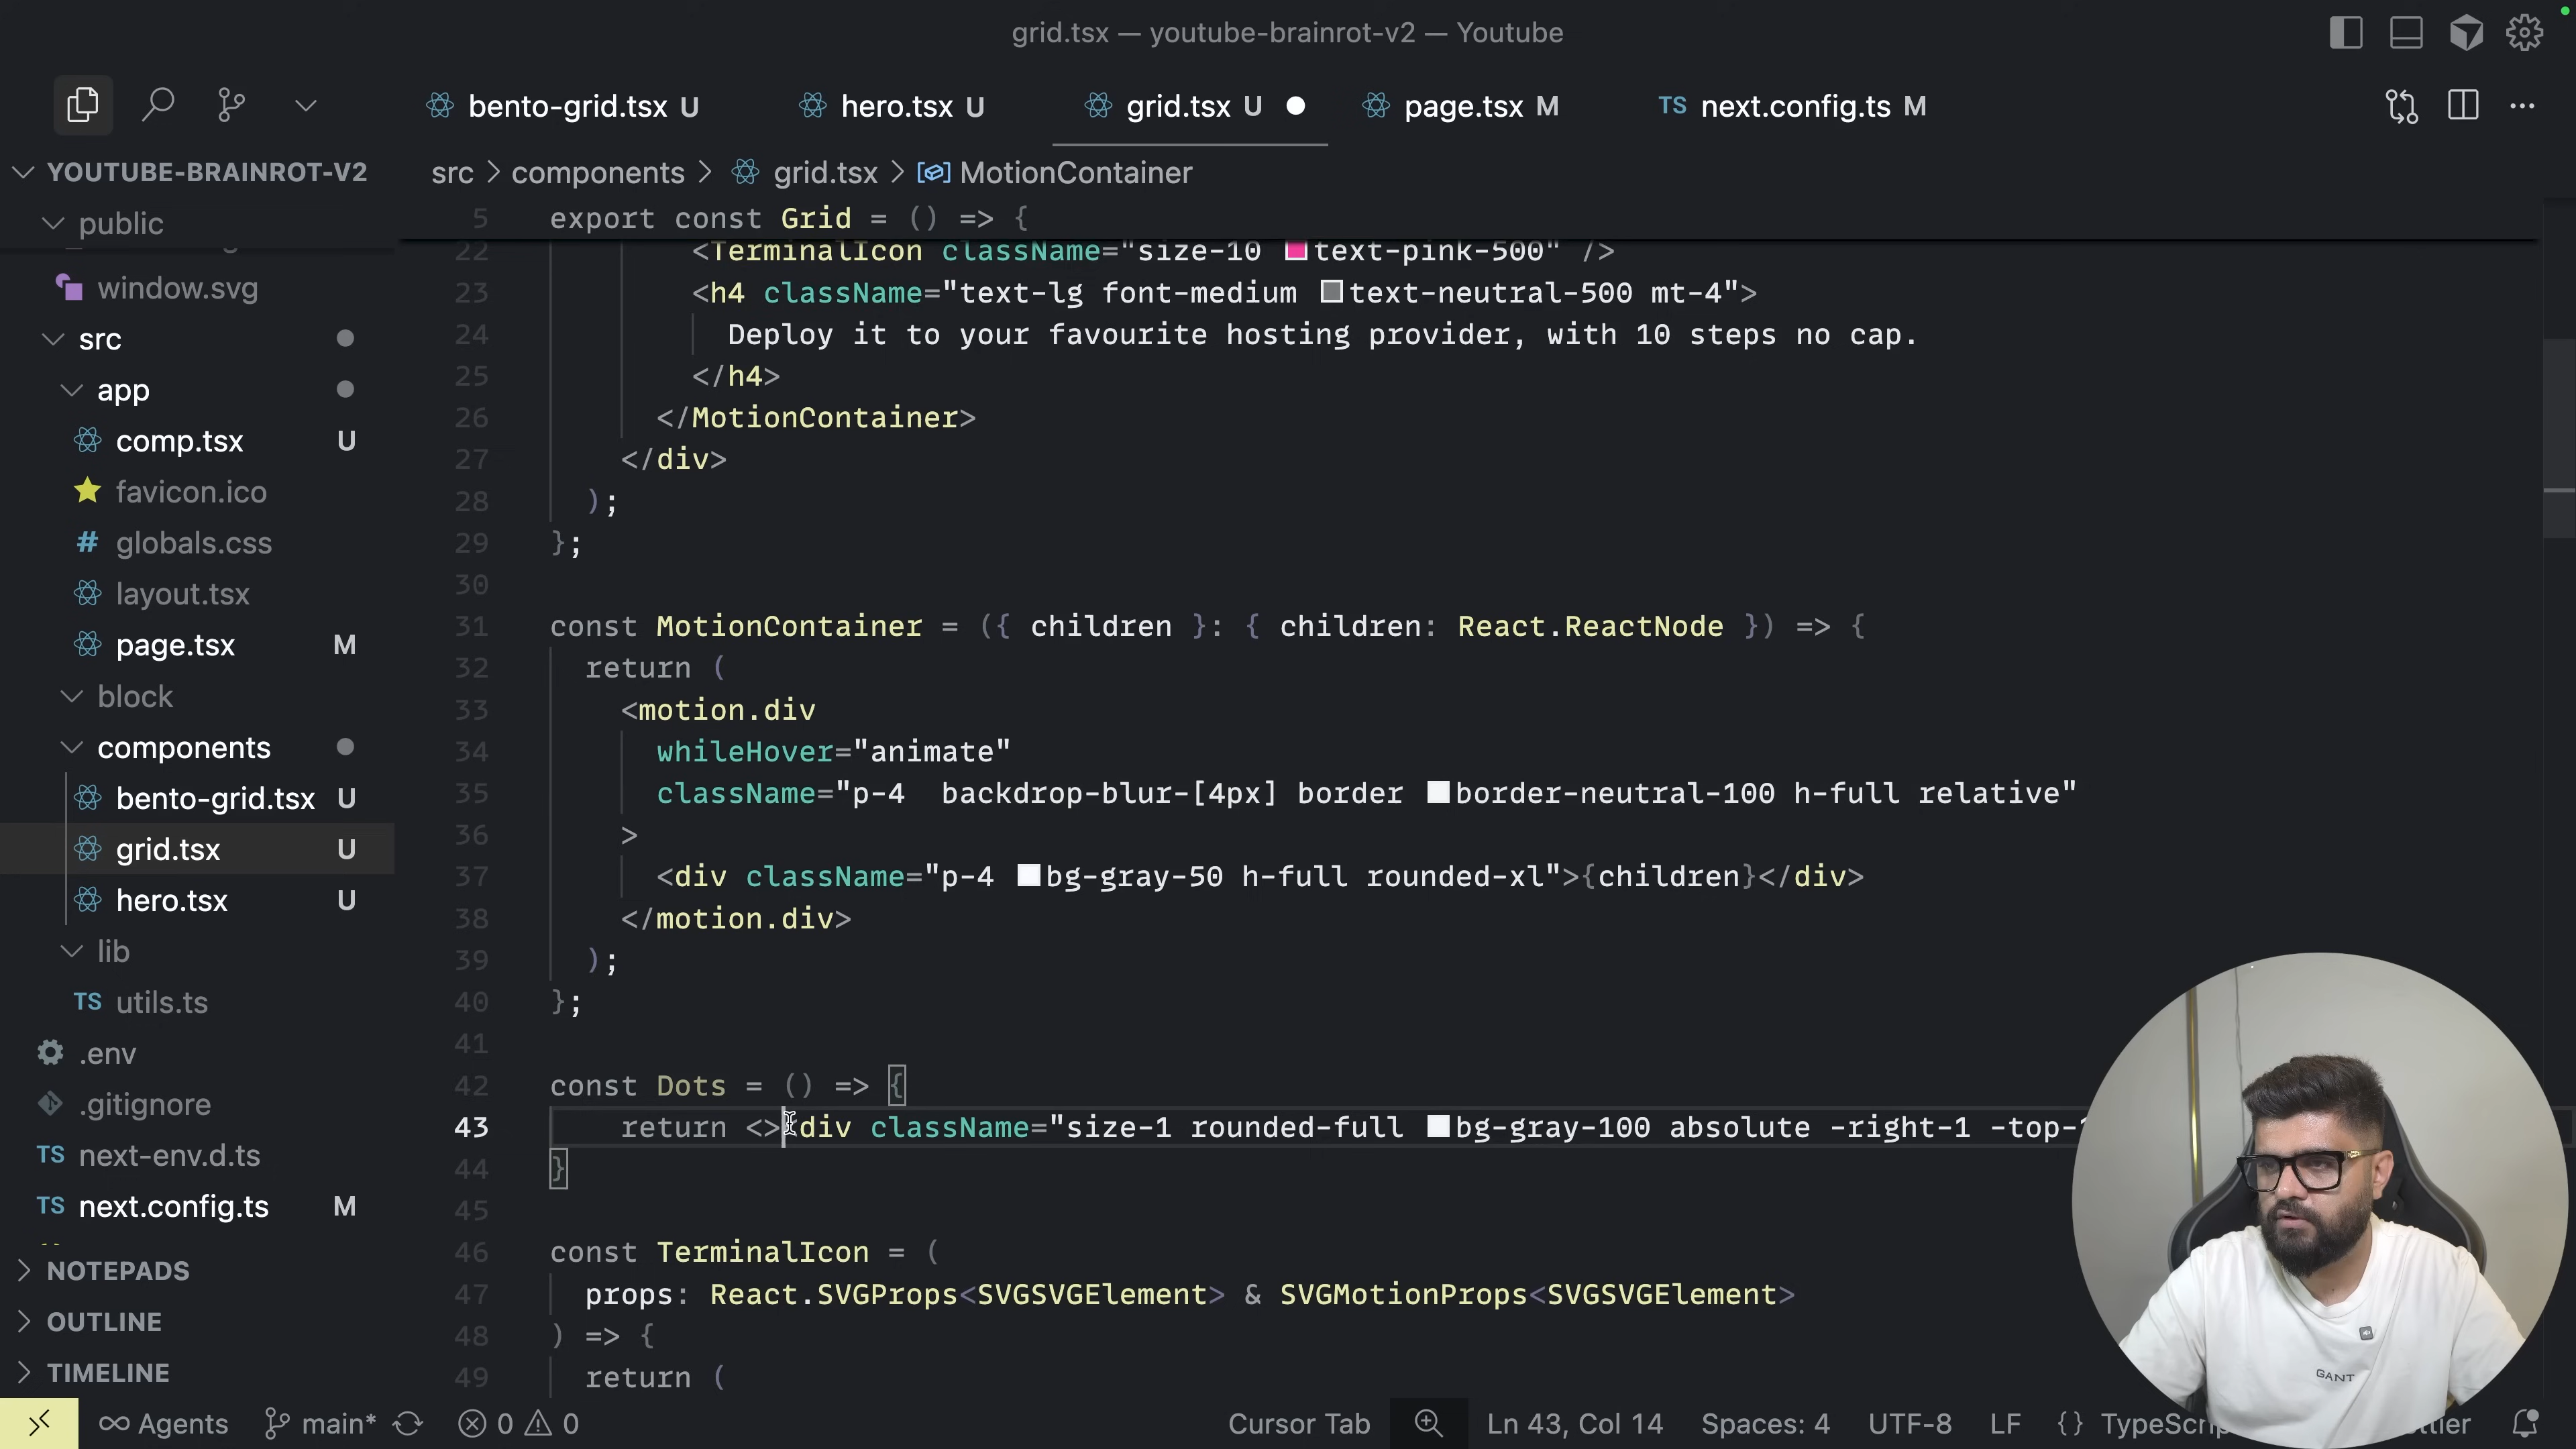 grid.tsx — youtube-brainrot-v2 — Youtube
bento-grid.tsx U
hero.tsx U
grid.tsx U
page.tsx M
TS next.config.ts M
YOUTUBE-BRAINROT-V2
src > components > grid.tsx > MotionContainer
public
window.svg
src
app
comp.tsx U
favicon.ico
# globals.css
layout.tsx
page.tsx M
block
components
bento-grid.tsx U
grid.tsx U
hero.tsx U
lib
TS utils.ts
.env
.gitignore
TS next-env.d.ts
TS next.config.ts M
NOTEPADS
OUTLINE
TIMELINE
5 export const Grid = () => {
22 <TerminalIcon className="size-10 text-pink-500" />
23 <h4 className="text-lg font-medium text-neutral-500 mt-4">
24 Deploy it to your favourite hosting provider, with 10 steps no cap.
25 </h4>
26 </MotionContainer>
27 </div>
28 );
29 };
30
31 const MotionContainer = ({ children }: { children: React.ReactNode }) => {
32 return (
33 <motion.div
34 whileHover="animate"
35 className="p-4  backdrop-blur-[4px] border border-neutral-100 h-full relative"
36 >
37 <div className="p-4 bg-gray-50 h-full rounded-xl">{children}</div>
38 </motion.div>
39 );
40 };
41
42 const Dots = () => {
43 return <><div className="size-1 rounded-full bg-gray-100 absolute -right-1 -top-1
44 }
45
46 const TerminalIcon = (
47 props: React.SVGProps<SVGSVGElement> & SVGMotionProps<SVGSVGElement>
48 ) => {
49 return (
GANT
Agents
main*
0 0
Cursor Tab
Ln 43, Col 14
Spaces: 4
UTF-8
LF
{} TypeScr